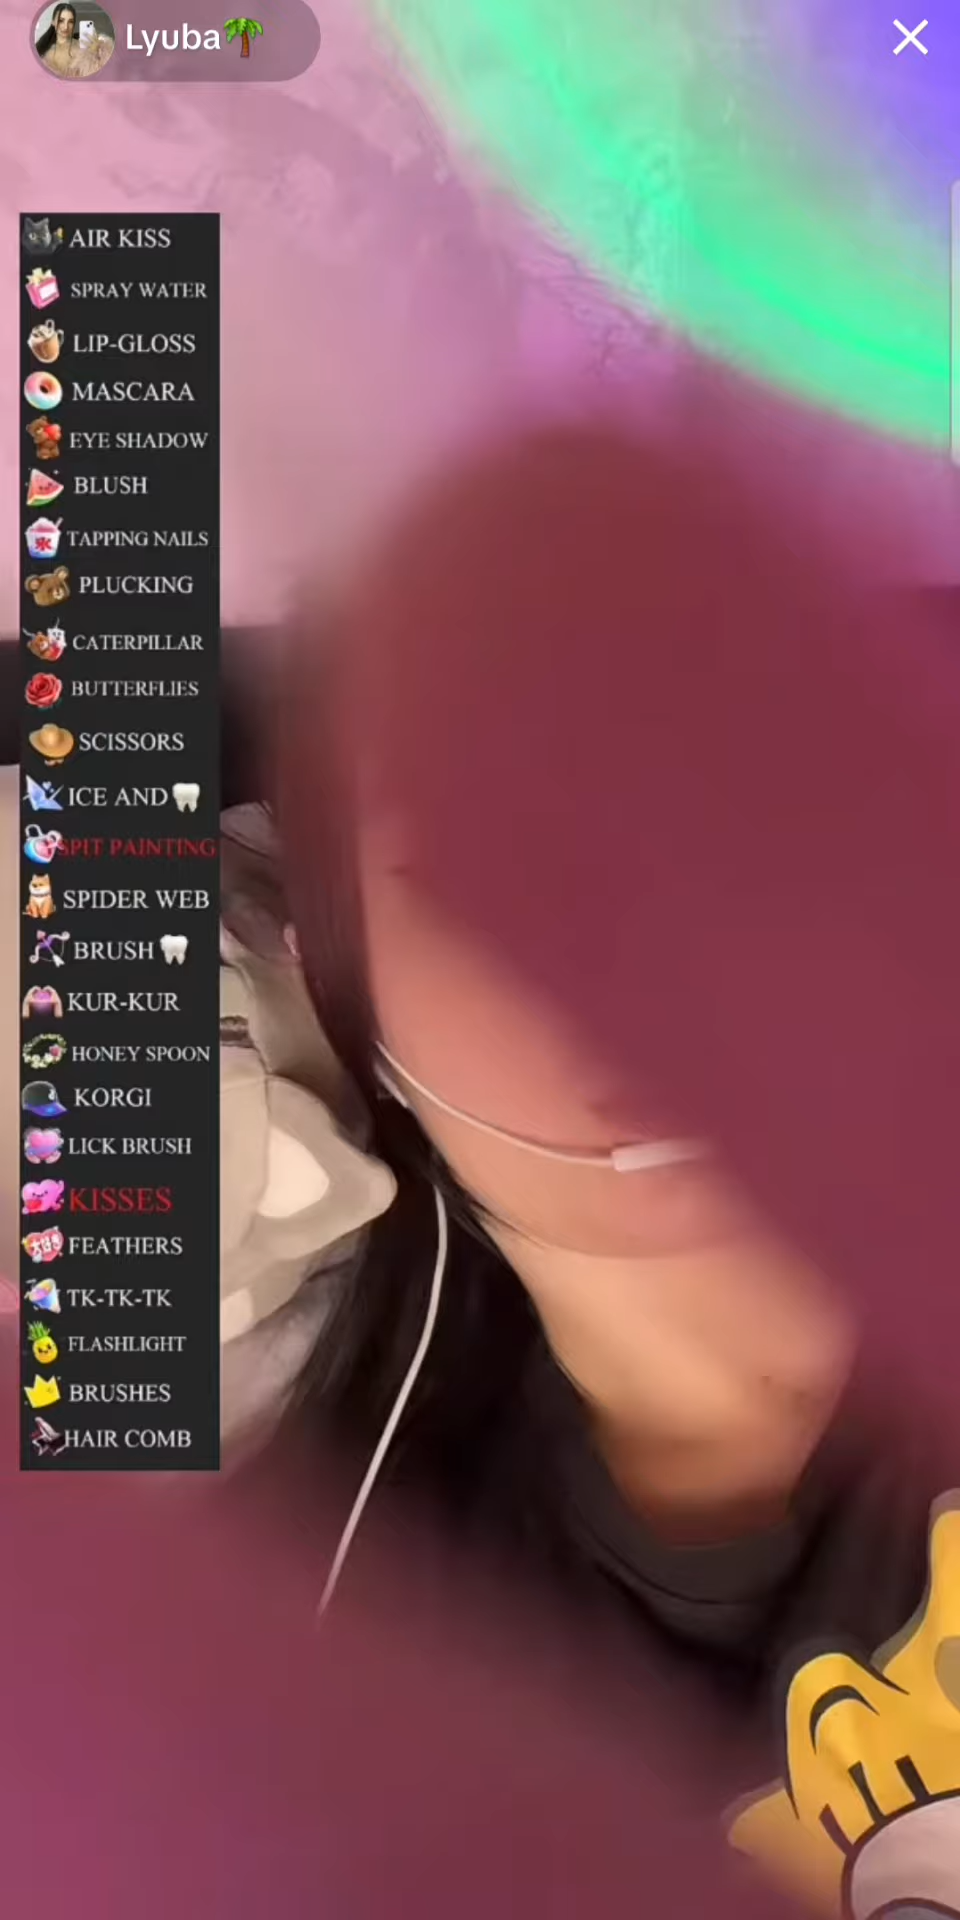 Lyuba
AIR KISS
SPRAY WATER
LIP-GLOSS
MASCARA
EYE SHADOW
BLUSH
TAPPING NAILS
PLUCKING
CATERPILLAR
BUTTERFLIES
SCISSORS
ICE AND
SPIT PAINTING
SPIDER WEB
BRUSH
KUR-KUR
HONEY SPOON
KORGI
LICK BRUSH
KISSES
FEATHERS
TK-TK-TK
FLASHLIGHT
BRUSHES
HAIR COMB